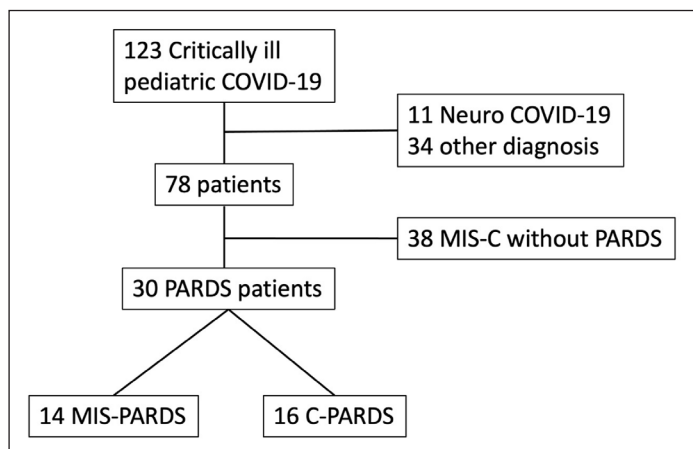 123 Critically ill
pediatric COVID-19
11 Neuro COVID-19
34 other diagnosis
78 patients
38 MIS-C without PARDS
30 PARDS patients
14 MIS-PARDS
16 C-PARDS